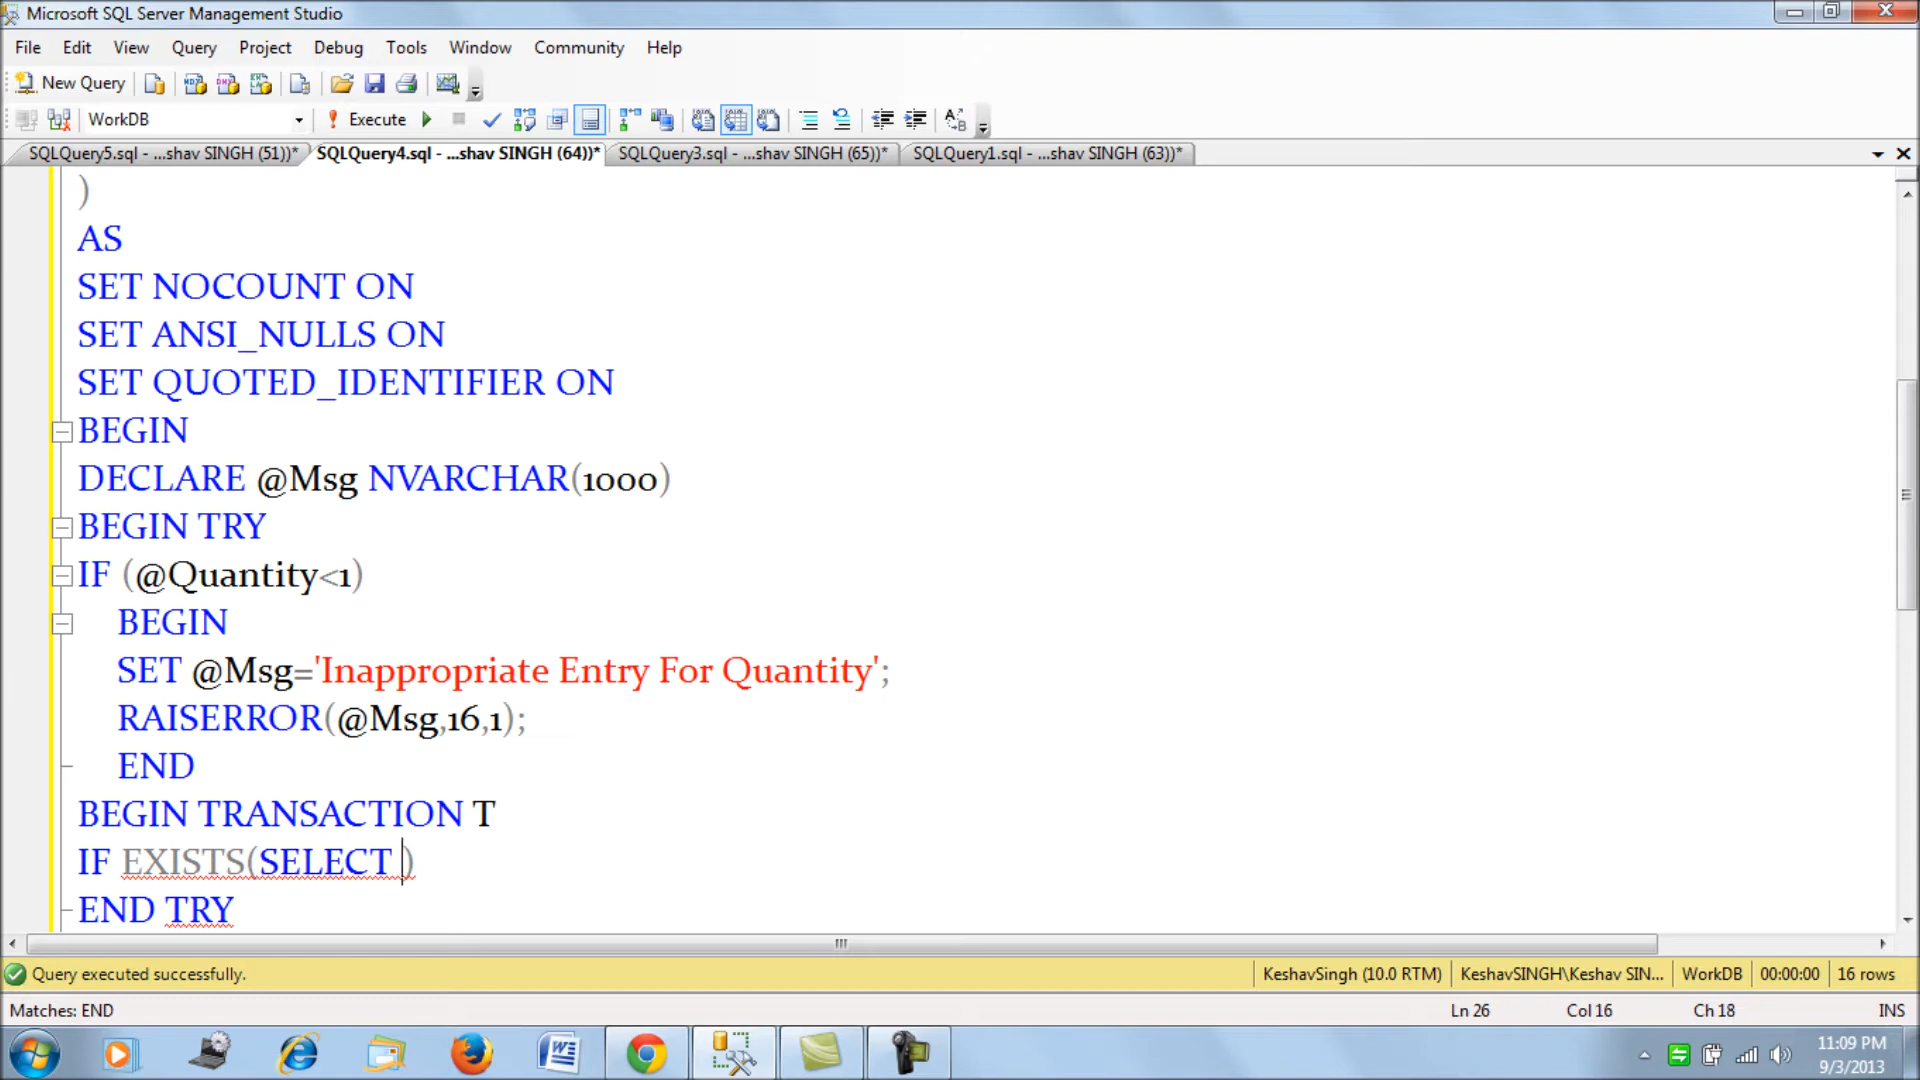 Microsoft SQL Server Management Studio
File Edit View Query Project Debug Tools Window Community Help
New Query
WorkDB Execute
SQLQuery5.sql - ...shav SINGH (51))* SQLQuery4.sql - ...shav SINGH (64))* SQLQuery3.sql - ...shav SINGH (65))* SQLQuery1.sql - ...shav SINGH (63))*
)
AS
SET NOCOUNT ON
SET ANSI_NULLS ON
SET QUOTED_IDENTIFIER ON
BEGIN
DECLARE @Msg NVARCHAR(1000)
BEGIN TRY
IF (@Quantity<1)
BEGIN
SET @Msg='Inappropriate Entry For Quantity';
RAISERROR(@Msg,16,1);
END
BEGIN TRANSACTION T
IF EXISTS(SELECT )
END TRY
Query executed successfully. KeshavSingh (10.0 RTM) KeshavSINGH\Keshav SIN... WorkDB 00:00:00 16 rows
Matches: END Ln 26 Col 16 Ch 18 INS
11:09 PM
9/3/2013